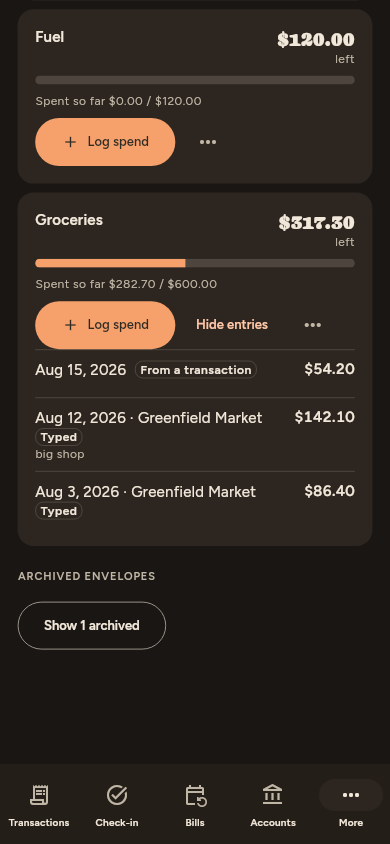 Fuel
$120.00
left
Spent so far $0.00 / $120.00
+ Log spend
•••
Groceries
$317.30
left
Spent so far $282.70 / $600.00
+ Log spend
Hide entries
•••
Aug 15, 2026 From a transaction $54.20
Aug 12, 2026 · Greenfield Market $142.10
Typed
big shop
Aug 3, 2026 · Greenfield Market $86.40
Typed
ARCHIVED ENVELOPES
Show 1 archived
Transactions Check-in Bills Accounts More